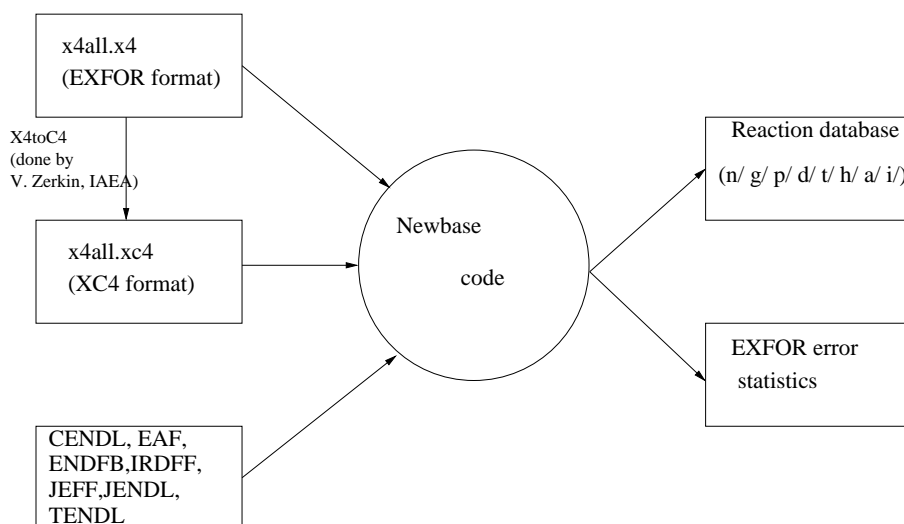 x4all.x4
(EXFOR format)
X4toC4
(done by
V. Zerkin, IAEA)
x4all.xc4
(XC4 format)
CENDL, EAF,
ENDFB,IRDFF,
JEFF,JENDL,
TENDL
Newbase
code
Reaction database
(n/ g/ p/ d/ t/ h/ a/ i/)
EXFOR error
statistics